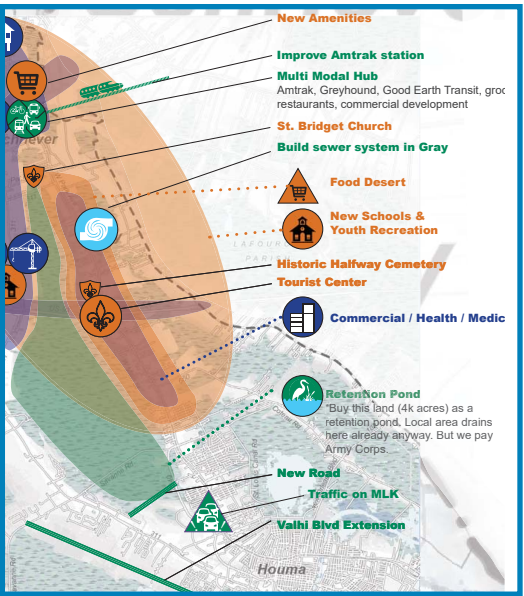 New Amenities
Improve Amtrak station
Multi Modal Hub
Amtrak, Greyhound, Good Earth Transit, groc
restaurants, commercial development
St. Bridget Church
chriever
Build sewer system in Gray
Food Desert
New Schools &
Youth Recreation
LAFOURC
PARISH
Historic Halfway Cemetery
Tourist Center
Commercial / Health / Medic
Retention Pond
"Buy this land (4k acres) as a
retention pond. Local area drains
here already anyway. But we pay
Army Corps
New Road
Traffic on MLK
Valhi Blvd Extension
Houma